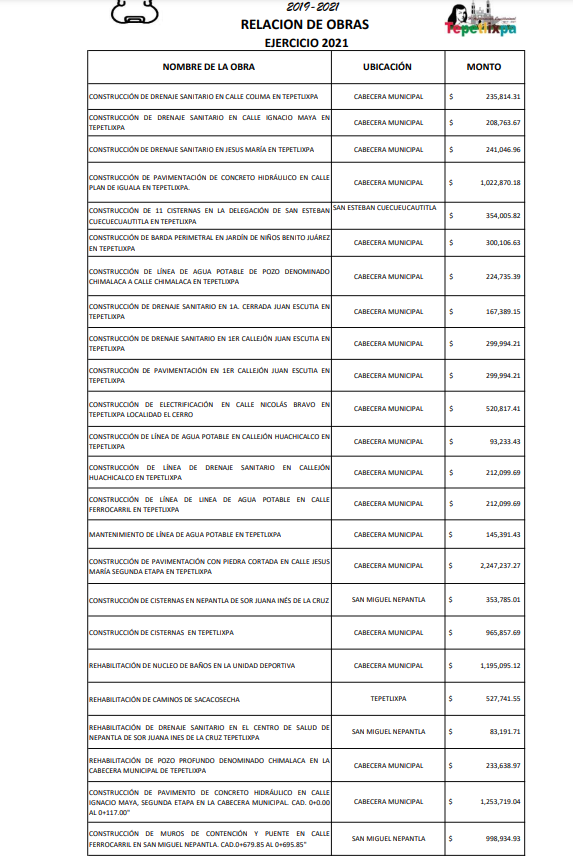 2019-2021
Tepetlixpa
RELACION DE OBRAS
EJERCICIO 2021
NOMBRE DE LA OBRA UBICACIÓN MONTO
CONSTRUCCIÓN DE DRENAJE SANITARIO EN CALLE COLIMA EN TEPETLIXPA CABECERA MUNICIPAL $ 235,814.31
CONSTRUCCIÓN DE DRENAJE SANITARIO EN CALLE IGNACIO MAYA EN
TEPETLIXPA CABECERA MUNICIPAL $ 208,763.67
CONSTRUCCIÓN DE DRENAJE SANITARIO EN JESUS MARÍA EN TEPETLIXPA CABECERA MUNICIPAL $ 241,046.96
CONSTRUCCIÓN DE PAVIMENTACIÓN DE CONCRETO HIDRÁULICO EN CALLE
PLAN DE IGUALA EN TEPETLIXPA. CABECERA MUNICIPAL $ 1,022,870.18
CONSTRUCCIÓN DE 11 CISTERNAS EN LA DELEGACIÓN DE SAN ESTEBAN
CUECUECUAUTITLA EN TEPETLIXPA SAN ESTEBAN CUECUEUCAUTITLA $ 354,005.82
CONSTRUCCIÓN DE BARDA PERIMETRAL EN JARDÍN DE NIÑOS BENITO JUÁREZ
EN TEPETLIXPA CABECERA MUNICIPAL $ 300,106.63
CONSTRUCCIÓN DE LÍNEA DE AGUA POTABLE DE POZO DENOMINADO
CHIMALACA A CALLE CHIMALACA EN TEPETLIXPA CABECERA MUNICIPAL $ 224,735.39
CONSTRUCCIÓN DE DRENAJE SANITARIO EN 1A. CERRADA JUAN ESCUTIA EN
TEPETLIXPA CABECERA MUNICIPAL $ 167,389.15
CONSTRUCCIÓN DE DRENAJE SANITARIO EN 1ER CALLEJÓN JUAN ESCUTIA EN
TEPETLIXPA CABECERA MUNICIPAL $ 299,994.21
CONSTRUCCIÓN DE PAVIMENTACIÓN EN 1ER CALLEJÓN JUAN ESCUTIA EN
TEPETLIXPA CABECERA MUNICIPAL $ 299,994.21
CONSTRUCCIÓN DE ELECTRIFICACIÓN EN CALLE NICOLÁS BRAVO EN
TEPETLIXPA LOCALIDAD EL CERRO CABECERA MUNICIPAL $ 520,817.41
CONSTRUCCIÓN DE LÍNEA DE AGUA POTABLE EN CALLEJÓN HUACHICALCO EN
TEPETLIXPA CABECERA MUNICIPAL $ 93,233.43
CONSTRUCCIÓN DE LÍNEA DE DRENAJE SANITARIO EN CALLEJÓN
HUACHICALCO EN TEPETLIXPA CABECERA MUNICIPAL $ 212,099.69
CONSTRUCCIÓN DE LÍNEA DE LINEA DE AGUA POTABLE EN CALLE
FERROCARRIL EN TEPETLIXPA CABECERA MUNICIPAL $ 212,099.69
MANTENIMIENTO DE LÍNEA DE AGUA POTABLE EN TEPETLIXPA CABECERA MUNICIPAL $ 145,391.43
CONSTRUCCIÓN DE PAVIMENTACIÓN CON PIEDRA CORTADA EN CALLE JESUS
MARÍA SEGUNDA ETAPA EN TEPETLIXPA CABECERA MUNICIPAL $ 2,247,237.27
CONSTRUCCIÓN DE CISTERNAS EN NEPANTLA DE SOR JUANA INÉS DE LA CRUZ SAN MIGUEL NEPANTLA $ 353,785.01
CONSTRUCCIÓN DE CISTERNAS EN TEPETLIXPA CABECERA MUNICIPAL $ 965,857.69
REHABILITACIÓN DE NUCLEO DE BAÑOS EN LA UNIDAD DEPORTIVA CABECERA MUNICIPAL $ 1,195,095.12
REHABILITACIÓN DE CAMINOS DE SACACOSECHA TEPETLIXPA $ 527,741.55
REHABILITACIÓN DE DRENAJE SANITARIO EN EL CENTRO DE SALUD DE
NEPANTLA DE SOR JUANA INES DE LA CRUZ TEPETLIXPA SAN MIGUEL NEPANTLA $ 83,191.71
REHABILITACIÓN DE POZO PROFUNDO DENOMINADO CHIMALACA EN LA
CABECERA MUNICIPAL DE TEPETLIXPA CABECERA MUNICIPAL $ 233,638.97
CONSTRUCCIÓN DE PAVIMENTO DE CONCRETO HIDRÁULICO EN CALLE
IGNACIO MAYA, SEGUNDA ETAPA EN LA CABECERA MUNICIPAL. CAD. 0+0.00
AL 0+117.00" CABECERA MUNICIPAL $ 1,253,719.04
CONSTRUCCIÓN DE MUROS DE CONTENCIÓN Y PUENTE EN CALLE
FERROCARRIL EN SAN MIGUEL NEPANTLA. CAD.0+679.85 AL 0+695.85" SAN MIGUEL NEPANTLA $ 998,934.93